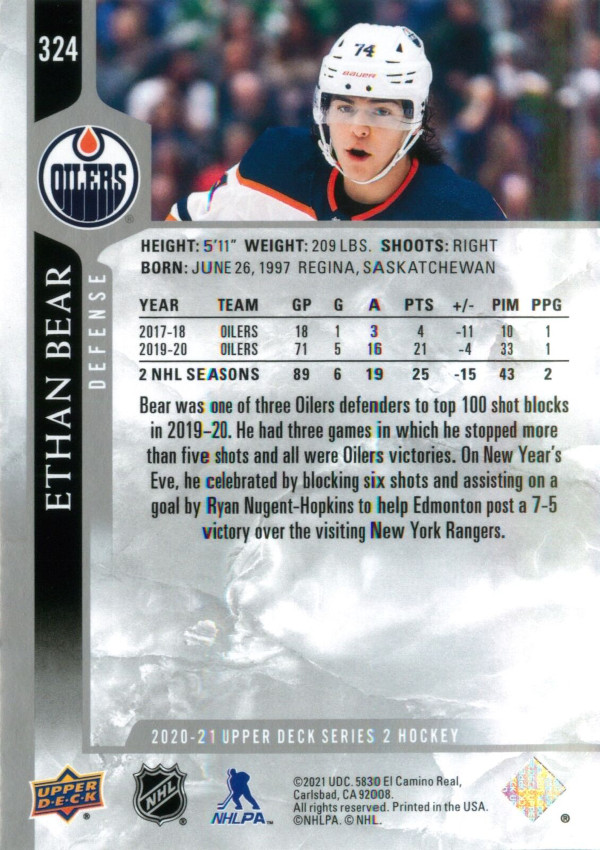 324
74
BAUER
OILERS
ETHAN BEAR
DEFENSE
HEIGHT: 5'11" WEIGHT: 209 LBS. SHOOTS: RIGHT
BORN: JUNE 26, 1997 REGINA, SASKATCHEWAN
YEAR TEAM GP G A PTS +/- PIM PPG
2017-18 OILERS 18 1 3 4 -11 10 1
2019-20 OILERS 71 5 16 21 -4 33 1
2 NHL SEASONS 89 6 19 25 -15 43 2
Bear was one of three Oilers defenders to top 100 shot blocks
in 2019–20. He had three games in which he stopped more
than five shots and all were Oilers victories. On New Year's
Eve, he celebrated by blocking six shots and assisting on a
goal by Ryan Nugent-Hopkins to help Edmonton post a 7-5
victory over the visiting New York Rangers.
2020-21 UPPER DECK SERIES 2 HOCKEY
UPPER D·E·C·K ®
NHL ®
NHLPA™
©2021 UDC. 5830 El Camino Real,
Carlsbad, CA 92008.
All rights reserved. Printed in the USA.
©NHLPA. © NHL.
®